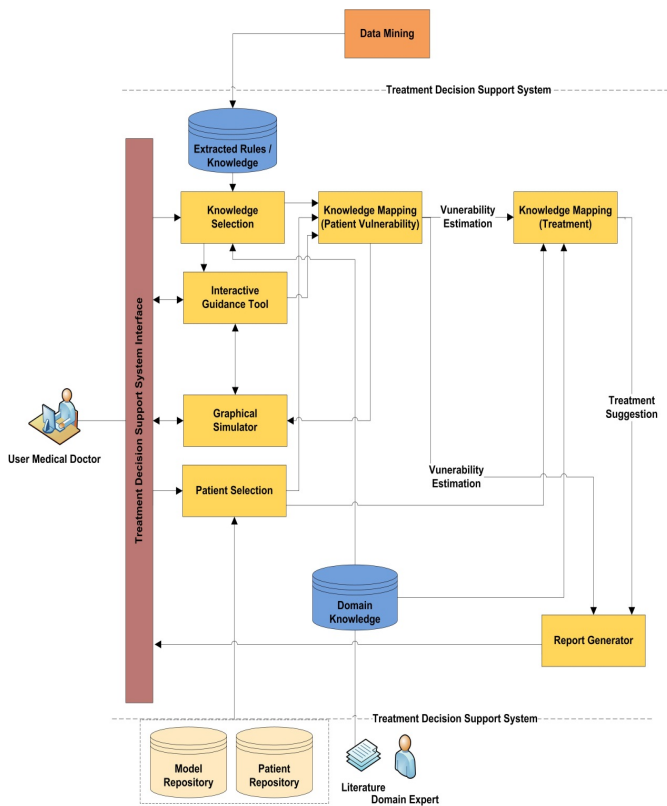 Data Mining
Treatment Decision Support System
Extracted Rules /
Knowledge
Knowledge
Selection
Knowledge Mapping
(Patient Vulnerability)
Vunerability
Estimation
Knowledge Mapping
(Treatment)
Interactive
Guidance Tool
Treatment Decision Support System Interface
Graphical
Simulator
Treatment
Suggestion
User Medical Doctor
Patient Selection
Vunerability
Estimation
Domain
Knowledge
Report Generator
Treatment Decision Support System
Model
Repository
Patient
Repository
Literature
Domain Expert